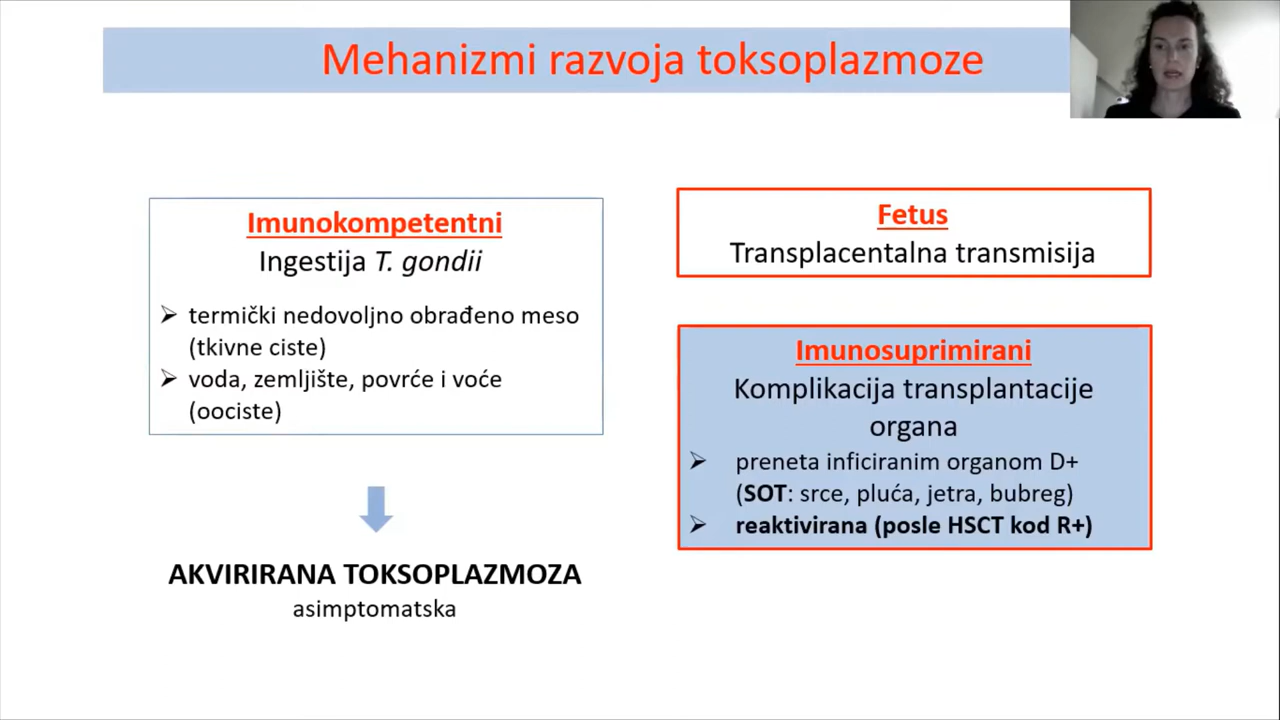 Mehanizmi razvoja toksoplazmoze
Imunokompetentni
Ingestija T. gondii
➢ termički nedovoljno obrađeno meso
(tkivne ciste)
➢ voda, zemljište, povrće i voće
(oociste)
AKVIRIRANA TOKSOPLAZMOZA
asimptomatska
Fetus
Transplacentalna transmisija
Imunosuprimirani
Komplikacija transplantacije
organa
➢ preneta inficiranim organom D+
(SOT: srce, pluća, jetra, bubreg)
➢ reaktivirana (posle HSCT kod R+)